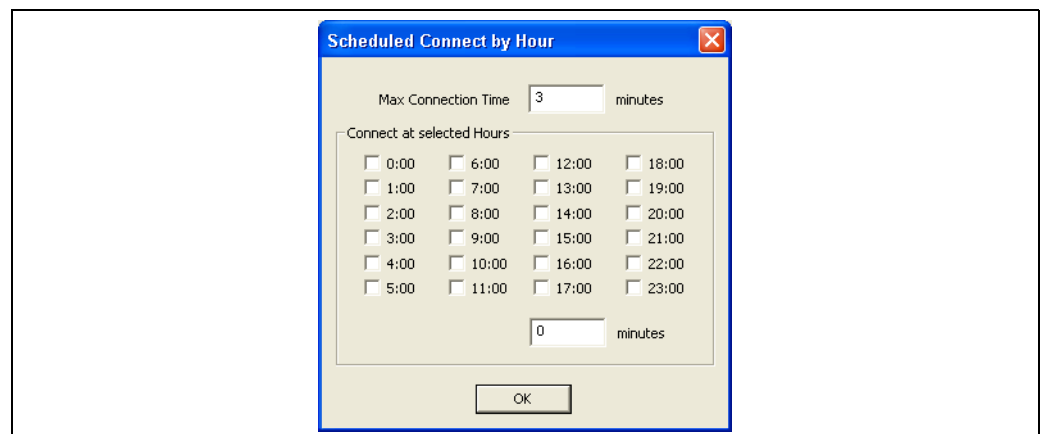 Scheduled Connect by Hour
Max Connection Time 3 minutes
Connect at selected Hours
0:00 6:00 12:00 18:00
1:00 7:00 13:00 19:00
2:00 8:00 14:00 20:00
3:00 9:00 15:00 21:00
4:00 10:00 16:00 22:00
5:00 11:00 17:00 23:00
0 minutes
OK